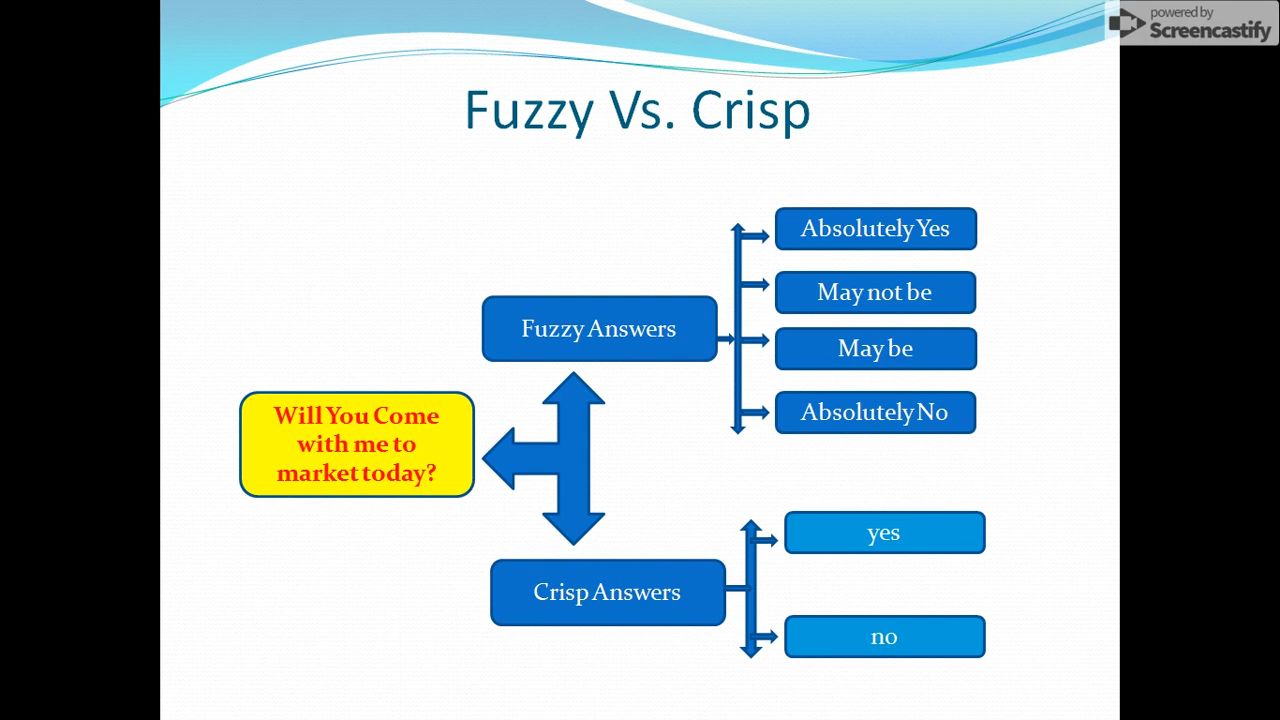 powered by
Screencastify
Fuzzy Vs. Crisp
Absolutely Yes
May not be
Fuzzy Answers
May be
Absolutely No
Will You Come
with me to
market today?
yes
Crisp Answers
no